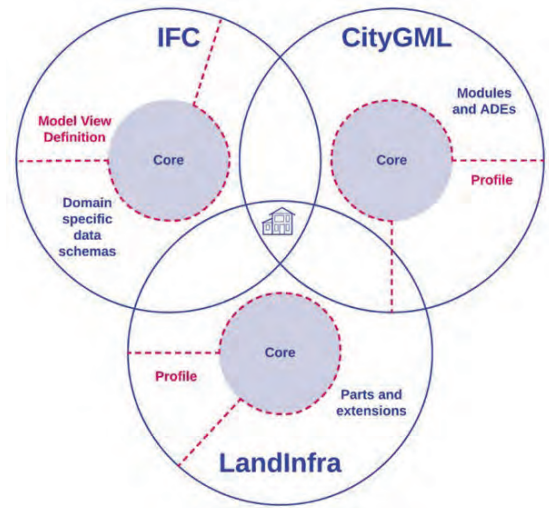 IFC
CityGML
Model View
Definition
Core
Domain
specific
data
schemas
Modules
and ADEs
Core
Profile
Core
Profile
Parts and
extensions
LandInfra